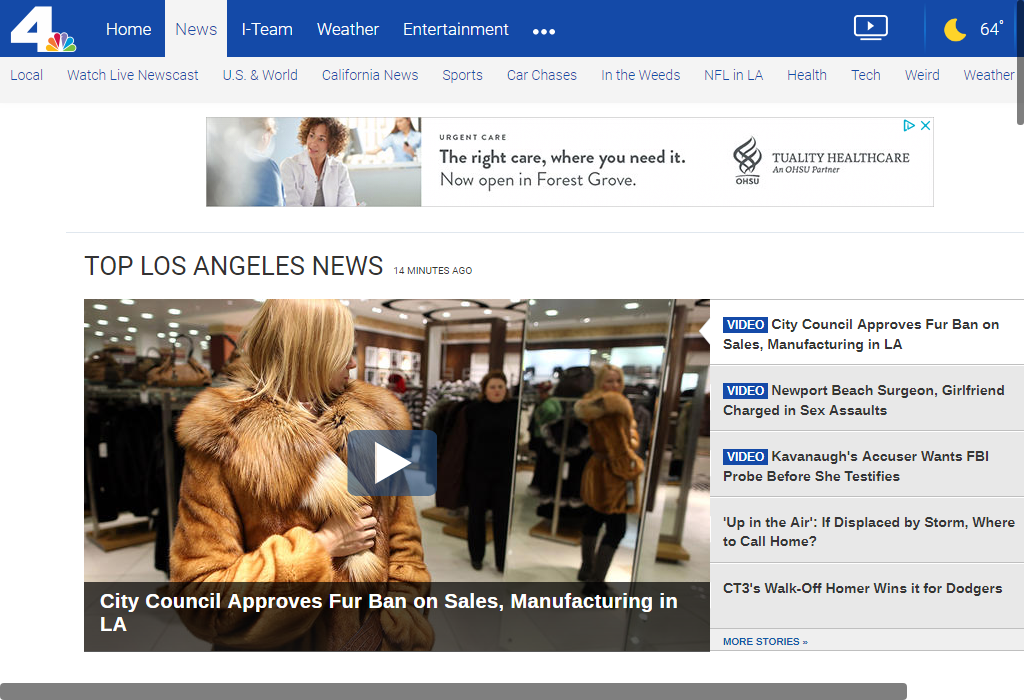 4
Home News I-Team Weather Entertainment •••
64°
Local Watch Live Newscast U.S. & World California News Sports Car Chases In the Weeds NFL in LA Health Tech Weird Weather
URGENT CARE
The right care, where you need it.
Now open in Forest Grove.
OHSU
TUALITY HEALTHCARE
An OHSU Partner
TOP LOS ANGELES NEWS 14 MINUTES AGO
City Council Approves Fur Ban on Sales, Manufacturing in
LA
VIDEO City Council Approves Fur Ban on
Sales, Manufacturing in LA
VIDEO Newport Beach Surgeon, Girlfriend
Charged in Sex Assaults
VIDEO Kavanaugh's Accuser Wants FBI
Probe Before She Testifies
'Up in the Air': If Displaced by Storm, Where
to Call Home?
CT3's Walk-Off Homer Wins it for Dodgers
MORE STORIES »